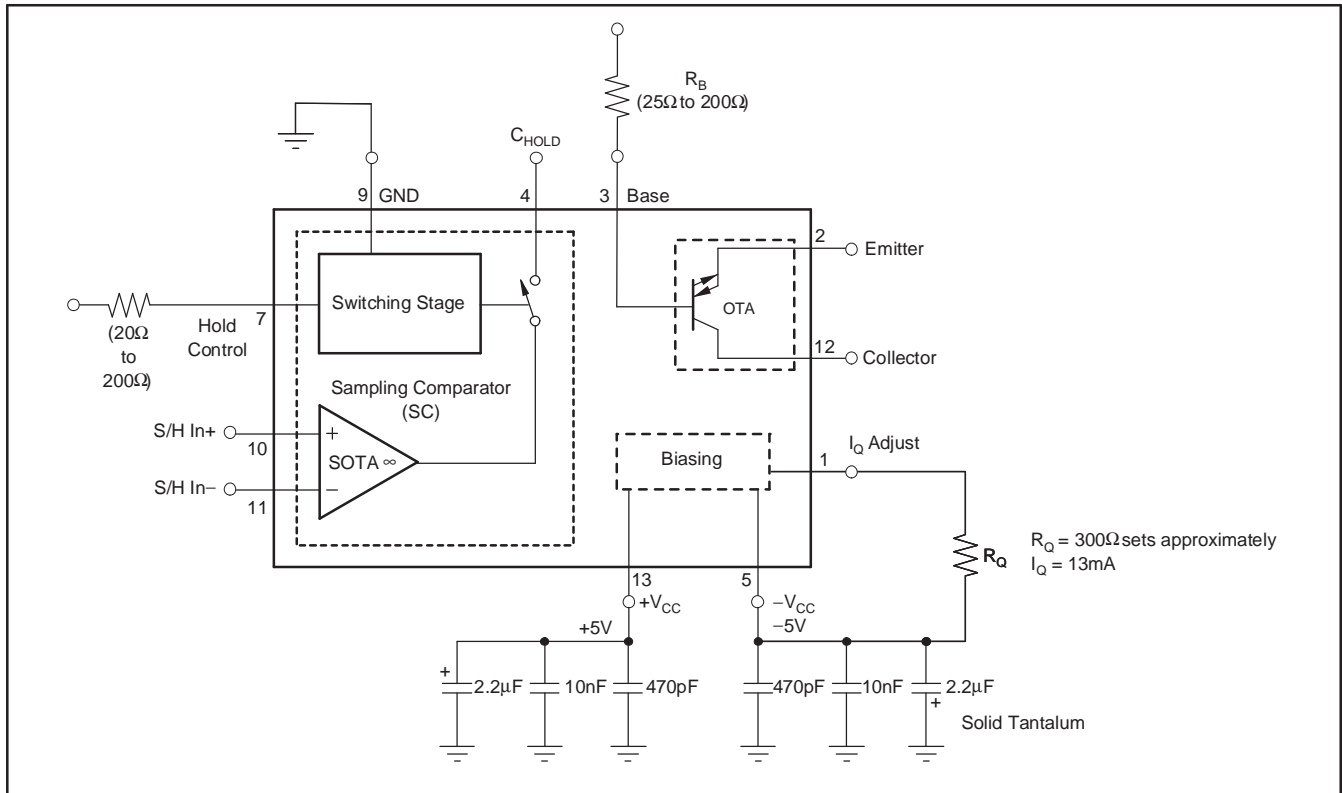 R_B
(25Ω to 200Ω)
C_HOLD
9 GND
4
3 Base
2
Emitter
Switching Stage
OTA
7
Hold
Control
(20Ω
to
200Ω)
12
Collector
Sampling Comparator
(SC)
S/H In+
10
+
SOTA ∞
S/H In−
11
−
Biasing
1
I_Q Adjust
R_Q
R_Q = 300Ω sets approximately
I_Q = 13mA
13
5
+V_CC
−V_CC
+5V
−5V
+
2.2μF
10nF
470pF
470pF
10nF
2.2μF
+
Solid Tantalum